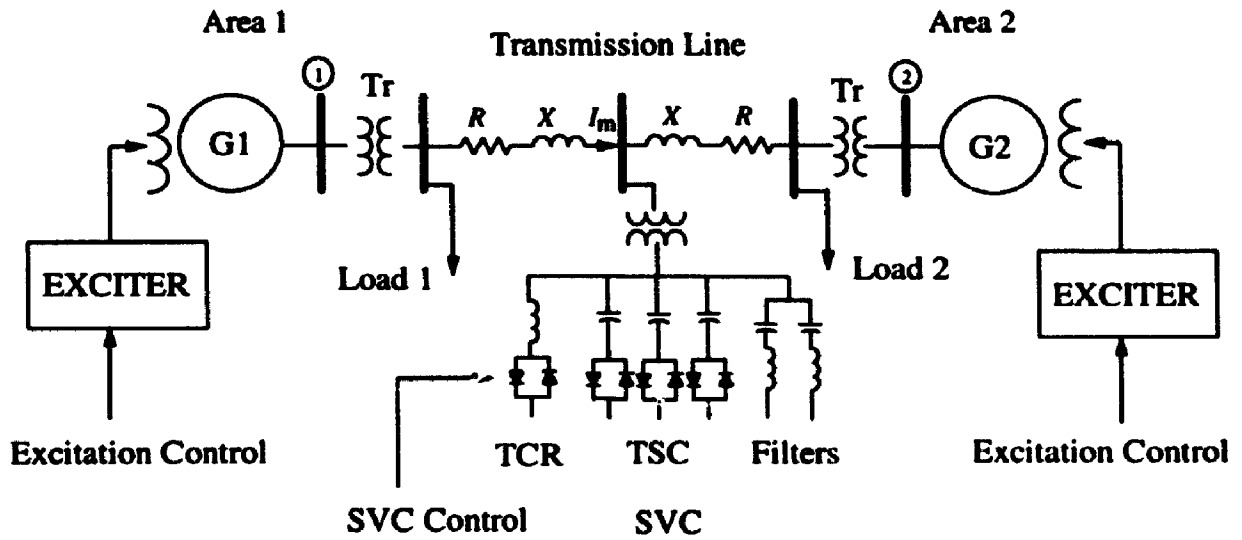 Area 1
Area 2
Transmission Line
1
Tr
R
X
Im
X
R
Tr
2
G1
G2
Load 1
Load 2
EXCITER
EXCITER
Excitation Control
TCR
TSC
Filters
Excitation Control
SVC Control
SVC